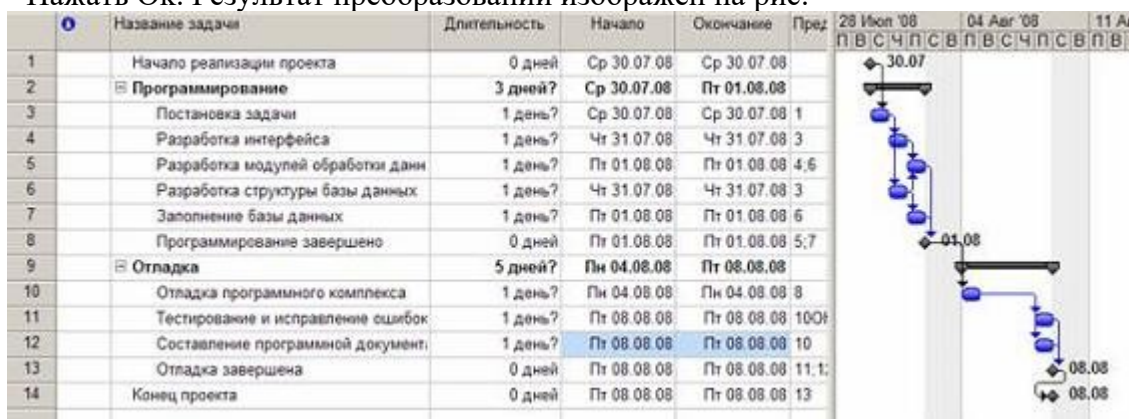 Нажать Ок. Результат преобразований изображен на рис.
Название задачи Длительность Начало Окончание Пред 28 Июл '08 04 Авг '08 11 А
П В С Ч П С В П В С Ч П С В П В
1 Начало реализации проекта 0 дней Ср 30.07.08 Ср 30.07.08 30.07
2 Программирование 3 дней? Ср 30.07.08 Пт 01.08.08
3 Постановка задачи 1 день? Ср 30.07.08 Ср 30.07.08 1
4 Разработка интерфейса 1 день? Чт 31.07.08 Чт 31.07.08 3
5 Разработка модулей обработки данн 1 день? Пт 01.08.08 Пт 01.08.08 4;6
6 Разработка структуры базы данных 1 день? Чт 31.07.08 Чт 31.07.08 3
7 Заполнение базы данных 1 день? Пт 01.08.08 Пт 01.08.08 6
8 Программирование завершено 0 дней Пт 01.08.08 Пт 01.08.08 5;7 01.08
9 Отладка 5 дней? Пн 04.08.08 Пт 08.08.08
10 Отладка программного комплекса 1 день? Пн 04.08.08 Пн 04.08.08 8
11 Тестирование и исправление ошибок 1 день? Пт 08.08.08 Пт 08.08.08 10ОН
12 Составление программной документ 1 день? Пт 08.08.08 Пт 08.08.08 10
13 Отладка завершена 0 дней Пт 08.08.08 Пт 08.08.08 11;1 08.08
14 Конец проекта 0 дней Пт 08.08.08 Пт 08.08.08 13 08.08